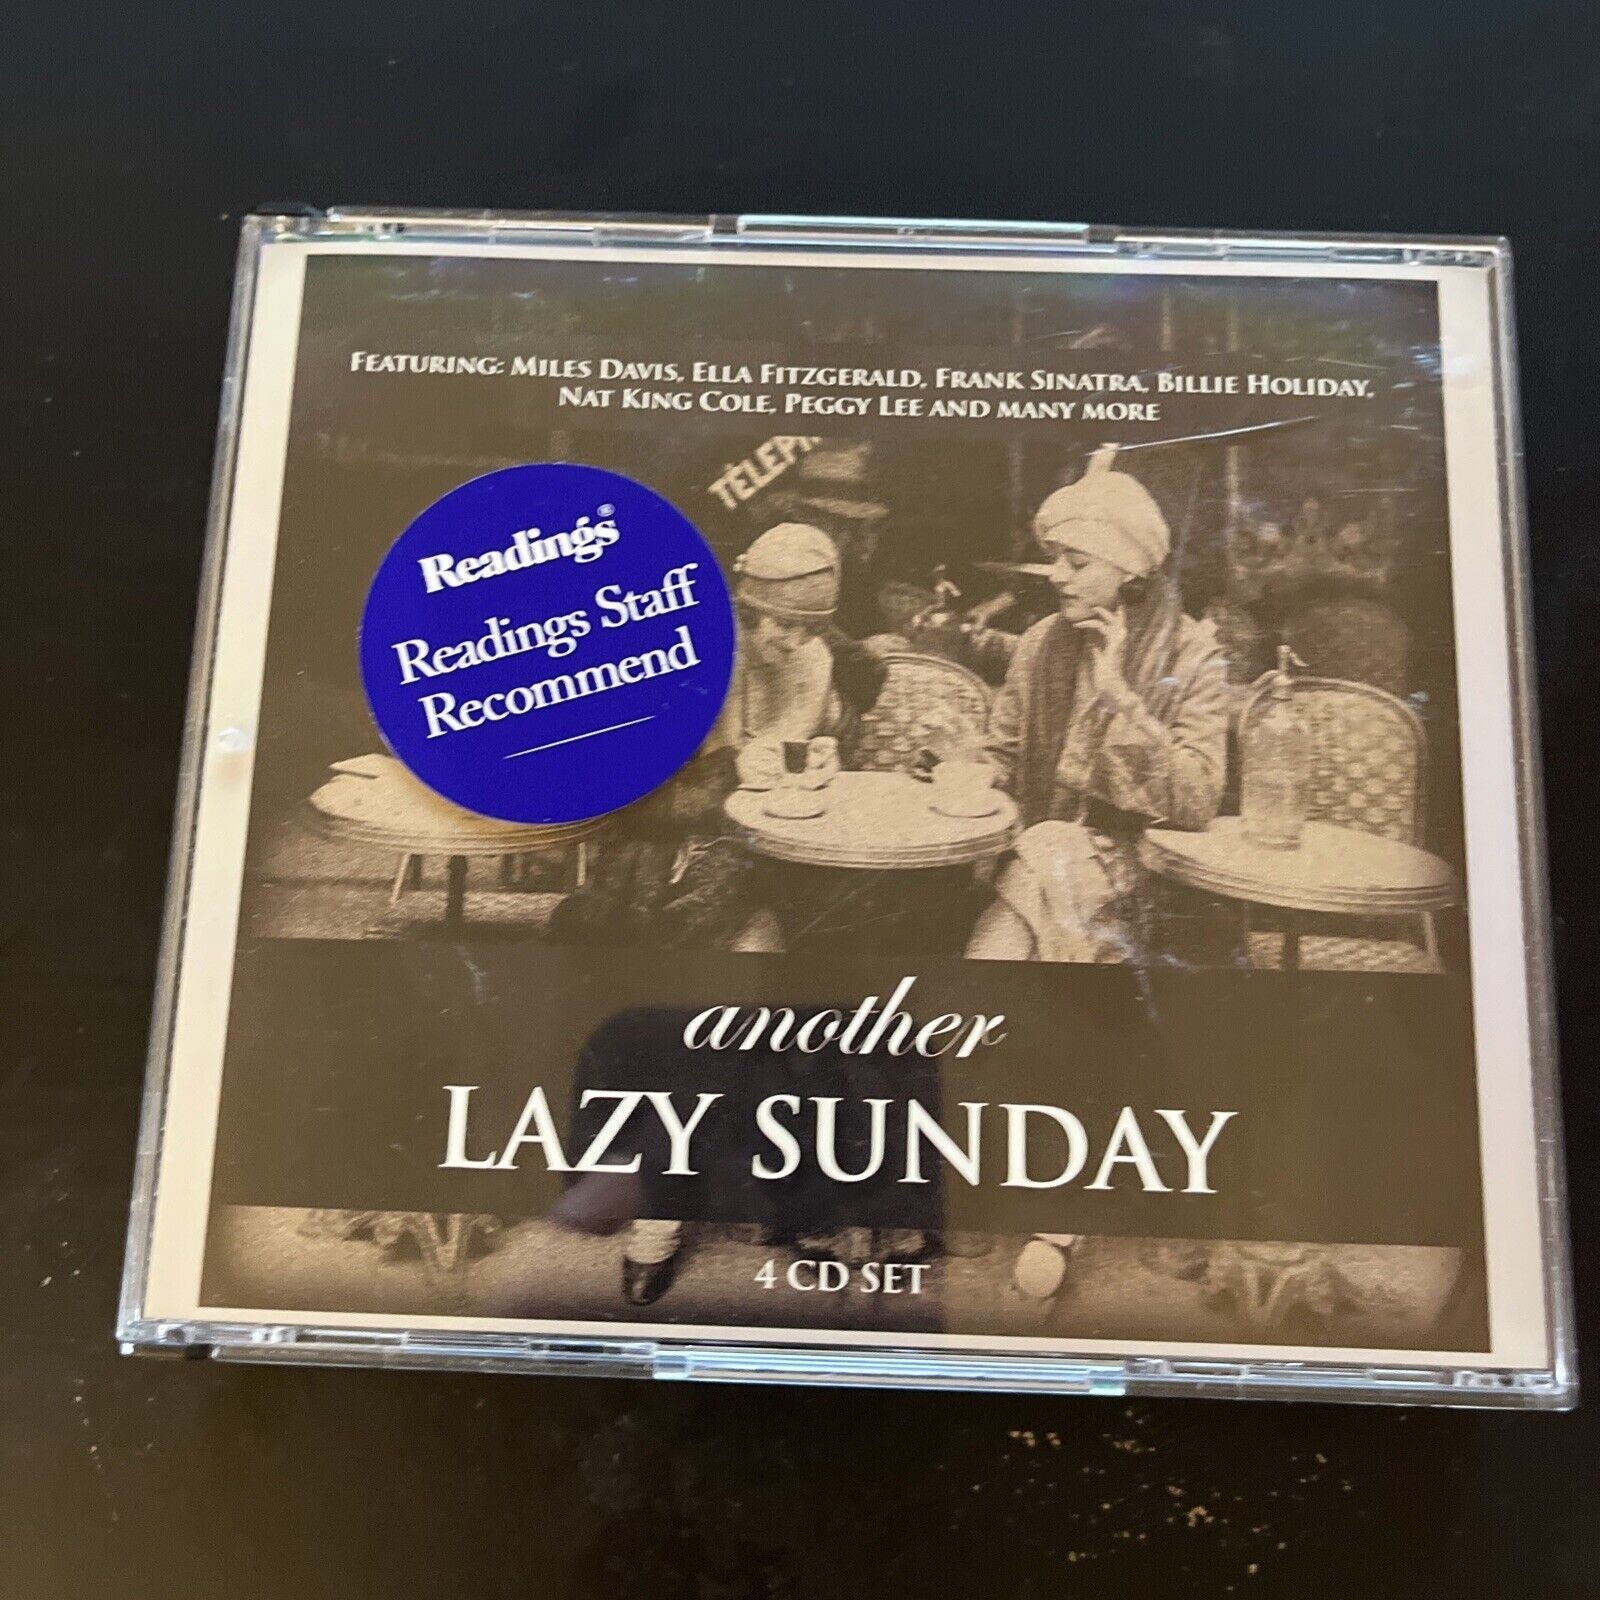 FEATURING: MILES DAVIS, ELLA FITZGERALD, FRANK SINATRA, BILLIE HOLIDAY,
NAT KING COLE, PEGGY LEE AND MANY MORE
TÉLÉPH
Readings®
Readings Staff
Recommend
another
LAZY SUNDAY
4 CD SET